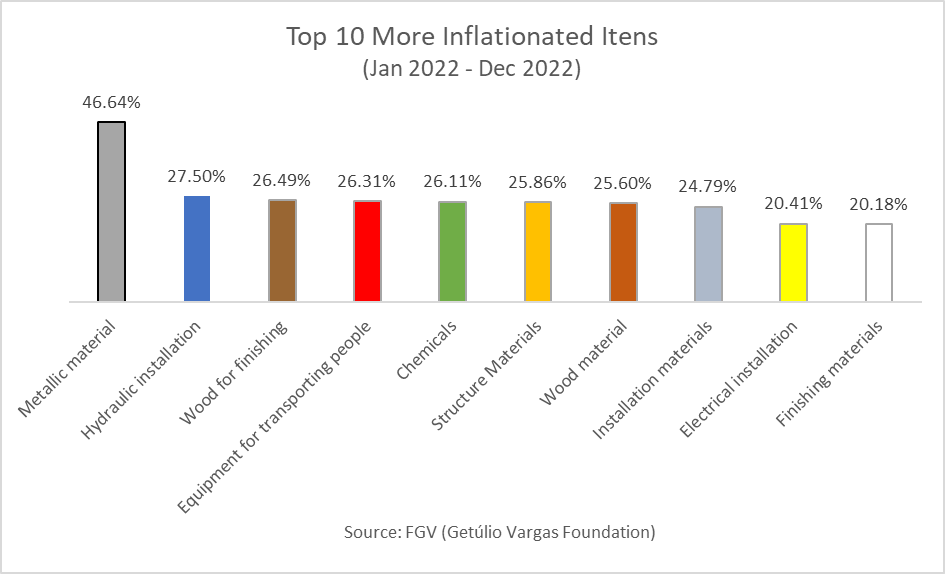 Top 10 More Inflationated Itens
(Jan 2022 - Dec 2022)
46.64%
27.50%
26.49%
26.31%
26.11%
25.86%
25.60%
24.79%
20.41%
20.18%
Metallic material
Hydraulic installation
Wood for finishing
Equipment for transporting people
Chemicals
Structure Materials
Wood material
Installation materials
Electrical installation
Finishing materials
Source: FGV (Getúlio Vargas Foundation)